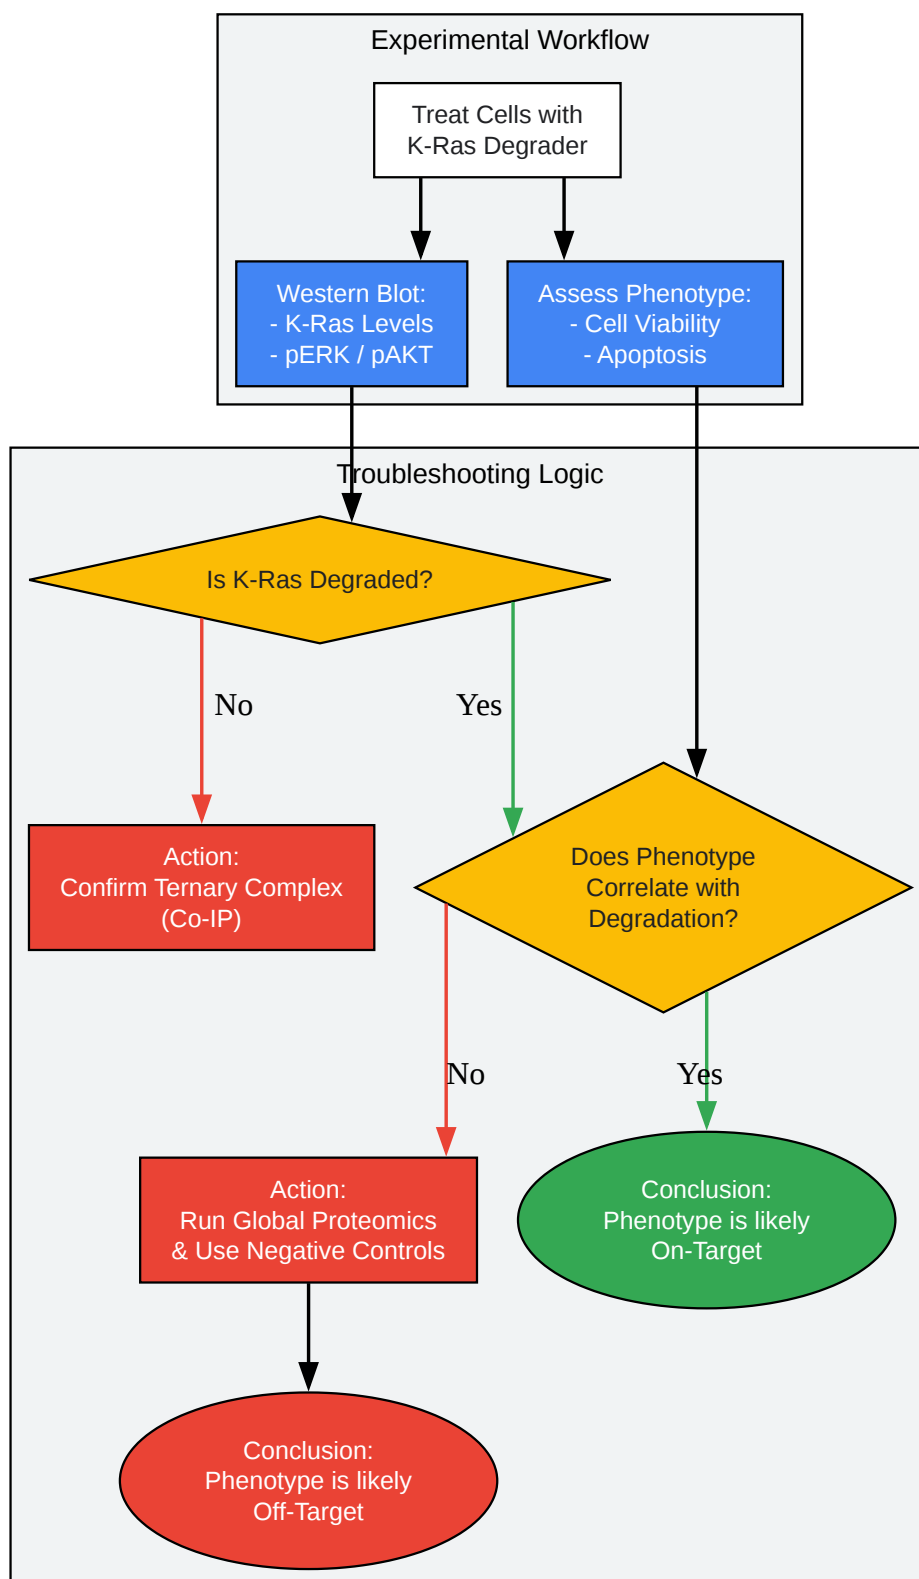 Experimental Workflow
Treat Cells with
K-Ras Degrader
Western Blot:
- K-Ras Levels
- pERK / pAKT
Assess Phenotype:
- Cell Viability
- Apoptosis
Troubleshooting Logic
Is K-Ras Degraded?
No
Yes
Action:
Confirm Ternary Complex
(Co-IP)
Does Phenotype
Correlate with
Degradation?
No
Yes
Action:
Run Global Proteomics
& Use Negative Controls
Conclusion:
Phenotype is likely
On-Target
Conclusion:
Phenotype is likely
Off-Target